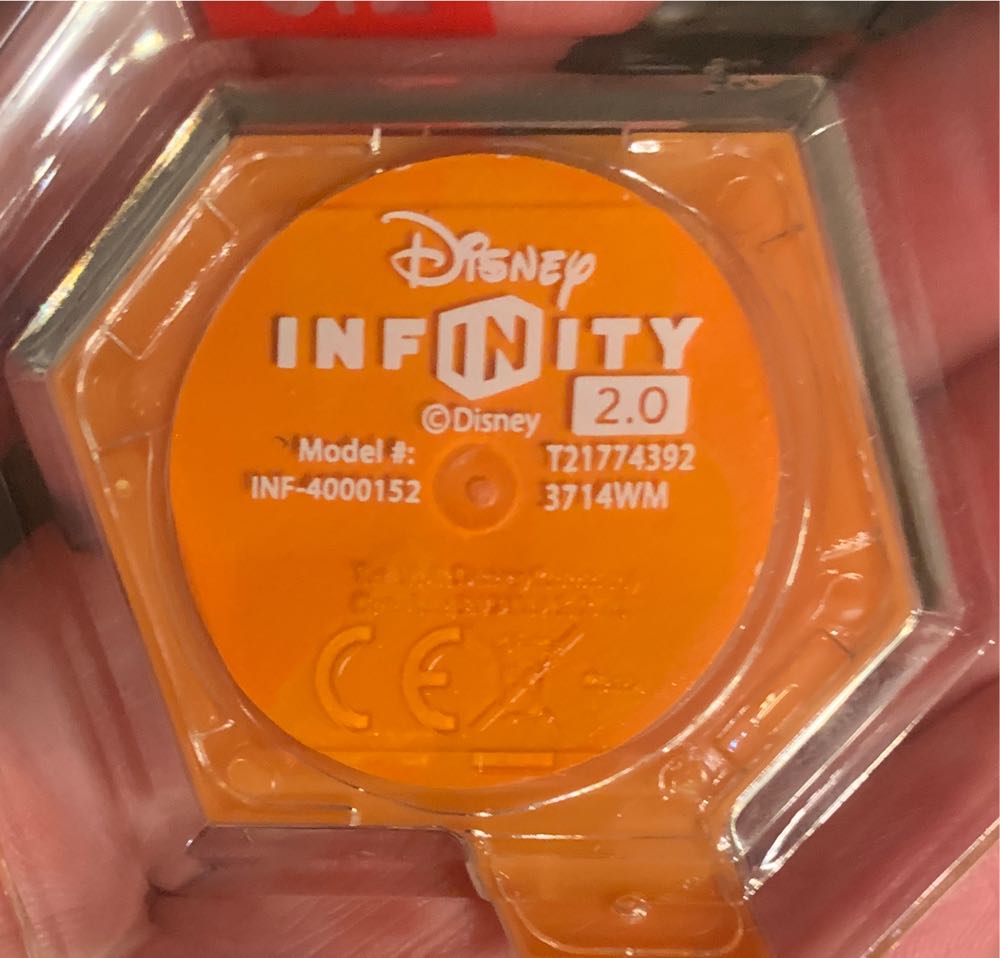 Disney
INFINITY
©Disney 2.0
Model #: T21774392
INF-4000152 3714WM
CE